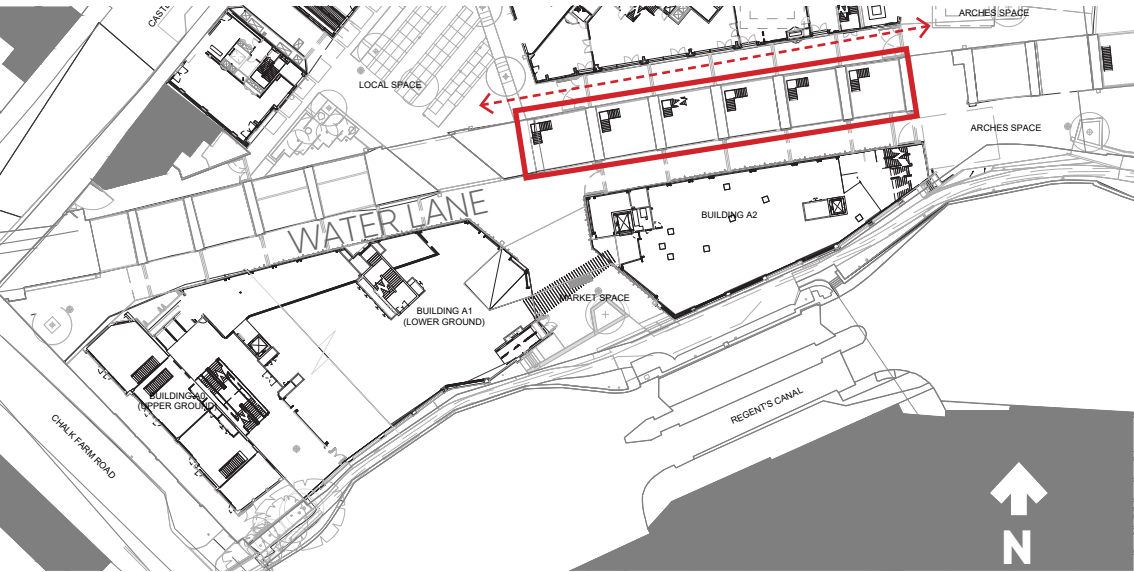 CASTL
ARCHES SPACE
LOCAL SPACE
ARCHES SPACE
WATER LANE
BUILDING A2
MARKET SPACE
BUILDING A1
(LOWER GROUND)
BUILDING A0
(UPPER GROUND)
CHALK FARM ROAD
REGENT'S CANAL
N